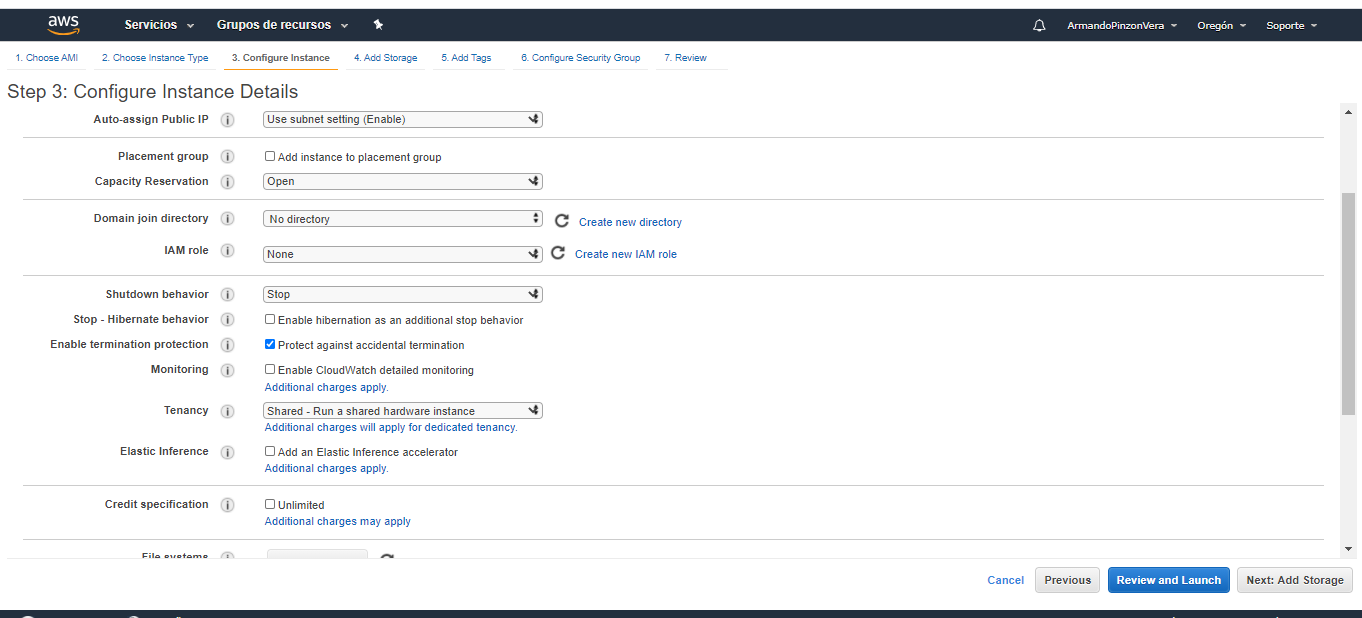 aws Servicios Grupos de recursos ArmandoPinzonVera Oregón Soporte
1. Choose AMI 2. Choose Instance Type 3. Configure Instance 4. Add Storage 5. Add Tags 6. Configure Security Group 7. Review
Step 3: Configure Instance Details
Auto-assign Public IP i Use subnet setting (Enable)
Placement group i Add instance to placement group
Capacity Reservation i Open
Domain join directory i No directory Create new directory
IAM role i None Create new IAM role
Shutdown behavior i Stop
Stop - Hibernate behavior i Enable hibernation as an additional stop behavior
Enable termination protection i Protect against accidental termination
Monitoring i Enable CloudWatch detailed monitoring
Additional charges apply.
Tenancy i Shared - Run a shared hardware instance
Additional charges will apply for dedicated tenancy.
Elastic Inference i Add an Elastic Inference accelerator
Additional charges apply.
Credit specification i Unlimited
Additional charges may apply
File systems i
Cancel Previous Review and Launch Next: Add Storage